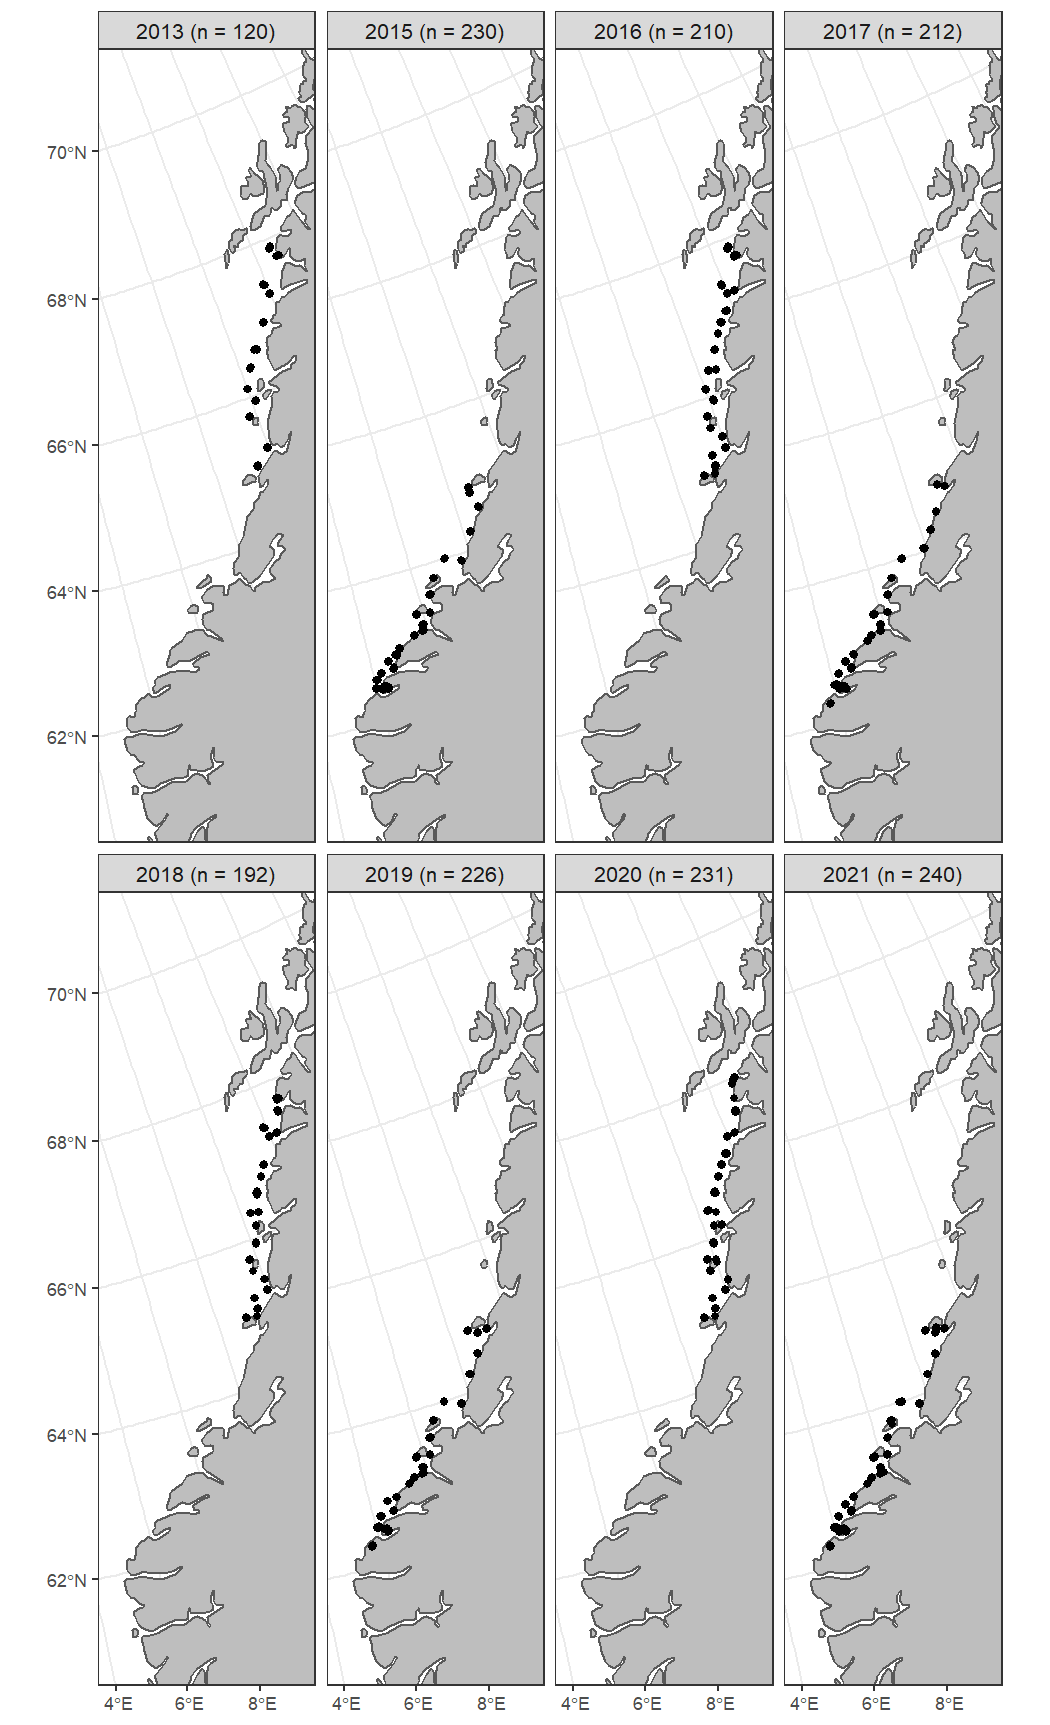 2013 (n = 120)
2015 (n = 230)
2016 (n = 210)
2017 (n = 212)
70°N
68°N
66°N
64°N
62°N
2018 (n = 192)
2019 (n = 226)
2020 (n = 231)
2021 (n = 240)
70°N
68°N
66°N
64°N
62°N
4°E 6°E 8°E
4°E 6°E 8°E
4°E 6°E 8°E
4°E 6°E 8°E